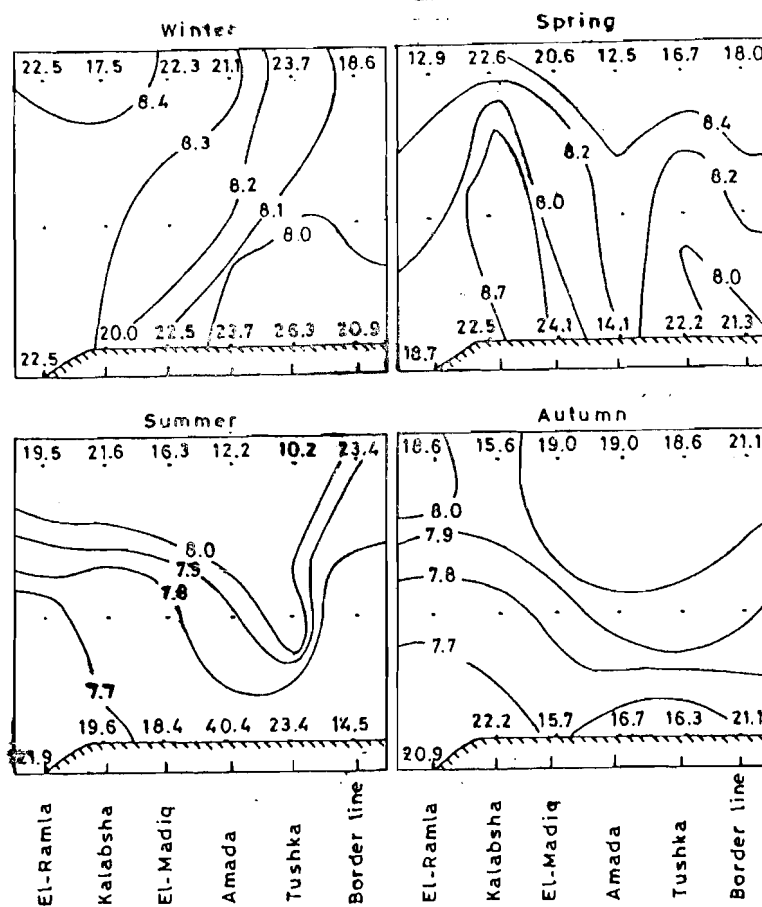 Winter
Spring
22.5 17.5 22.3 21.1 23.7 18.6
8.4
8.3
8.2
8.1
8.0
20.0 22.5 23.7 26.3 20.9
22.5
12.9 22.6 20.6 12.5 16.7 18.0
8.4
8.2
8.2
8.0
8.7
8.0
22.5 24.1 14.1 22.2 21.3
18.7
Summer
Autumn
19.5 21.6 16.3 12.2 10.2 23.4
8.0
7.8
7.7
19.6 18.4 40.4 23.4 14.5
21.9
18.6 15.6 19.0 19.0 18.6 21.1
8.0
7.9
7.8
7.7
22.2 15.7 16.7 16.3 21.1
20.9
El-Ramla
Kalabsha
El-Madiq
Amada
Tushka
Border line
El-Ramla
Kalabsha
El-Madiq
Amada
Tushka
Border line